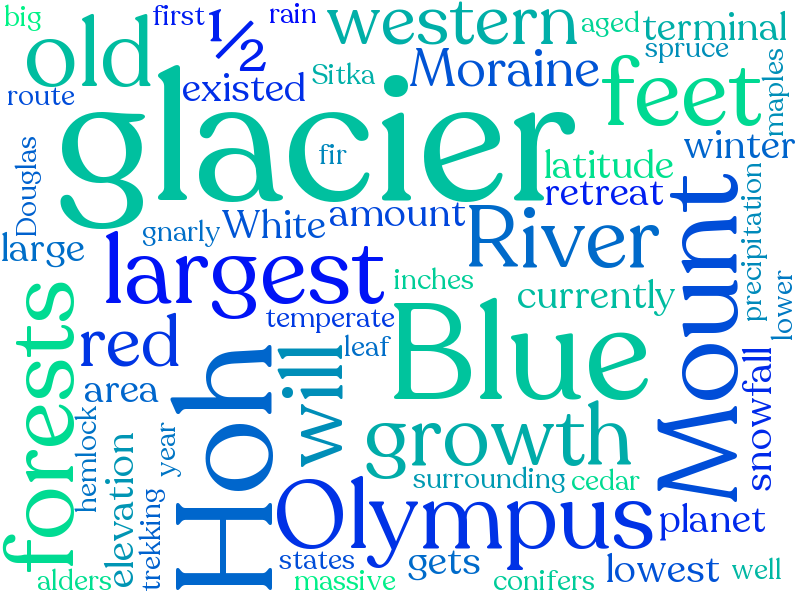 big
first
½
rain
western
aged
terminal
old
spruce
route
existed
Sitka
Moraine
feet
maples
glacier
fir
winter
Douglas
latitude
retreat
precipitation
large
gnarly
White
amount
River
Mount
largest
inches
currently
lower
forests
red
temperate
leaf
Blue
will
area
Hoh
snowfall
hemlock
year
elevation
growth
surrounding
cedar
trekking
Olympus
planet
states
gets
lowest
well
alders
massive
conifers